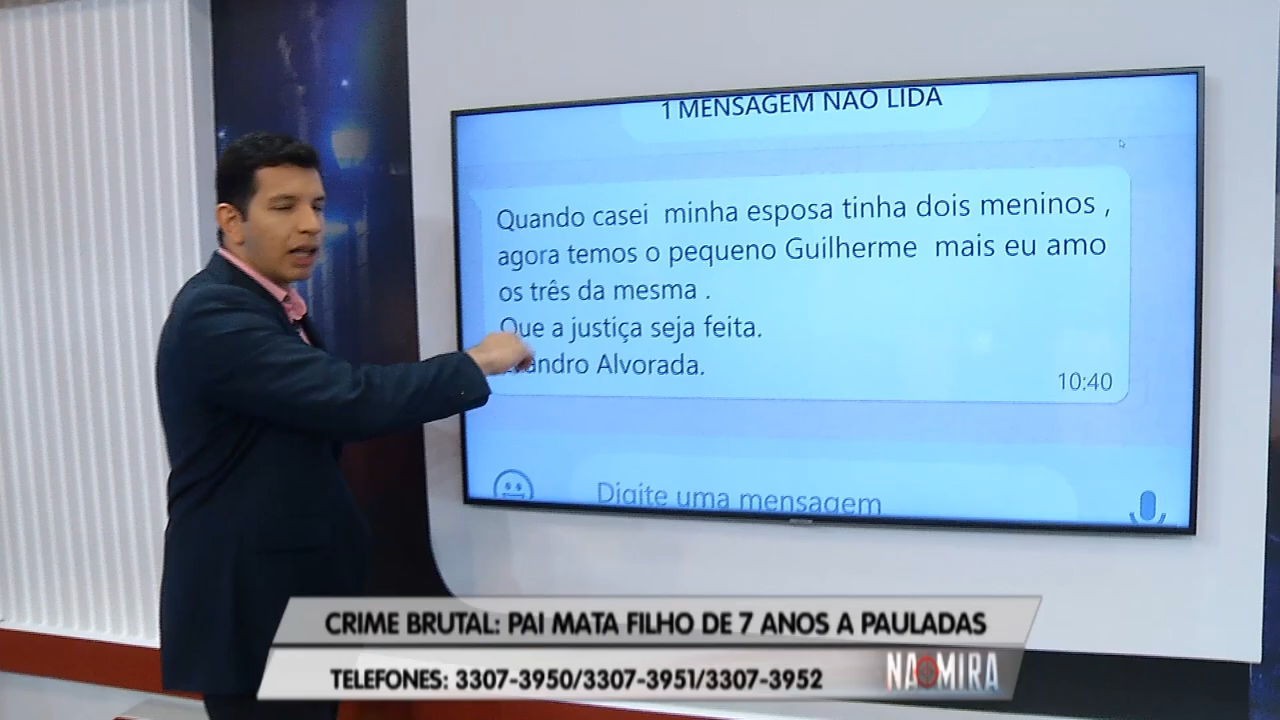 1 MENSAGEM NAO LIDA
Quando casei minha esposa tinha dois meninos ,
agora temos o pequeno Guilherme mais eu amo
os três da mesma .
Que a justiça seja feita.
Alvorada.
10:40
Digite uma mensagem
CRIME BRUTAL: PAI MATA FILHO DE 7 ANOS A PAULADAS
TELEFONES: 3307-3950/3307-3951/3307-3952
NA MIRA